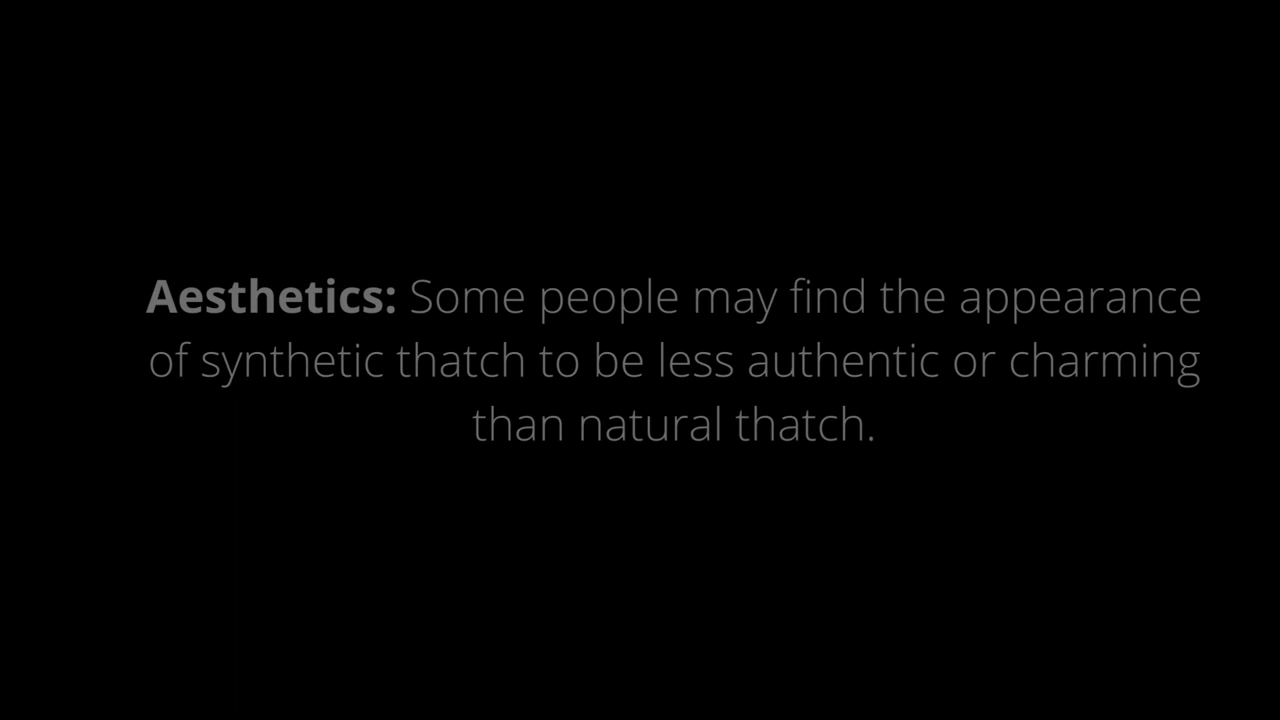 Aesthetics: Some people may find the appearance
of synthetic thatch to be less authentic or charming
than natural thatch.